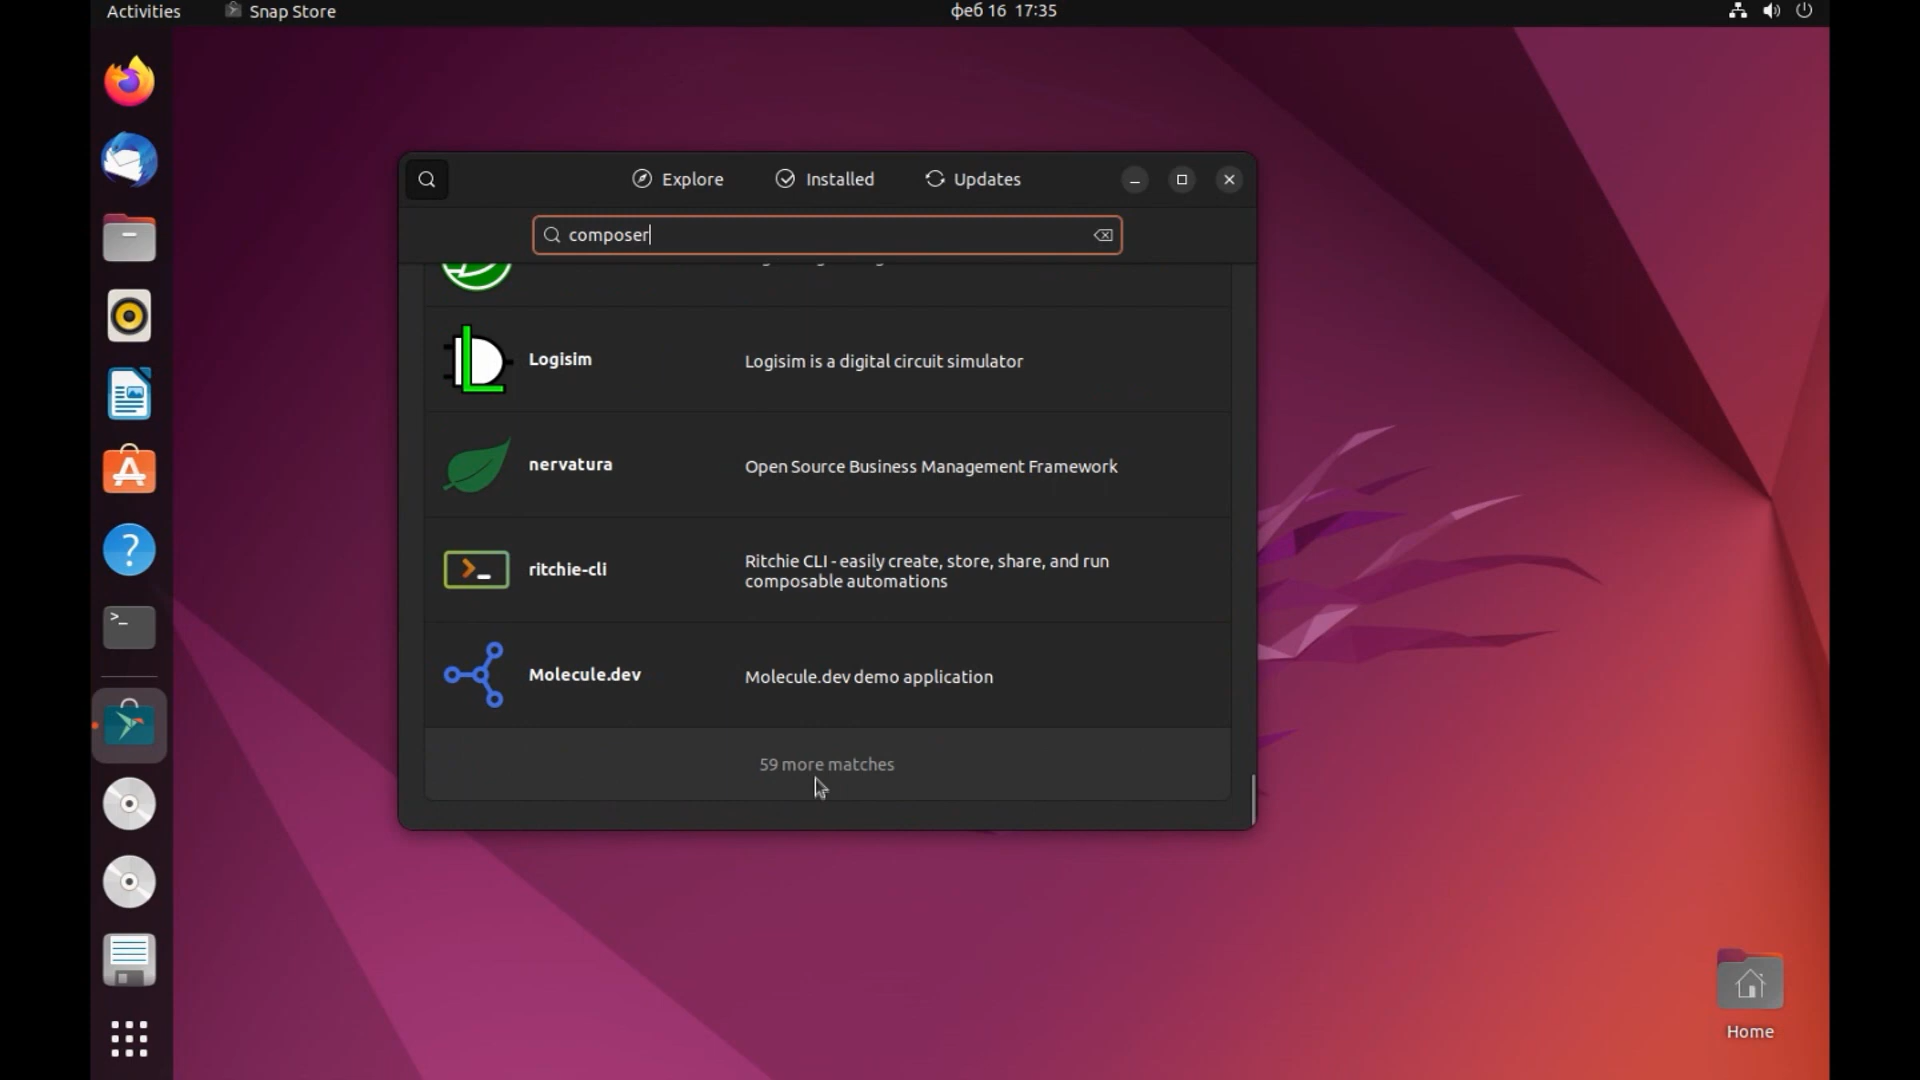 Activities
Snap Store
феб 16 17:35
Explore
Installed
Updates
composer
Logisim
Logisim is a digital circuit simulator
nervatura
Open Source Business Management Framework
ritchie-cli
Ritchie CLI - easily create, store, share, and run
composable automations
Molecule.dev
Molecule.dev demo application
59 more matches
Home